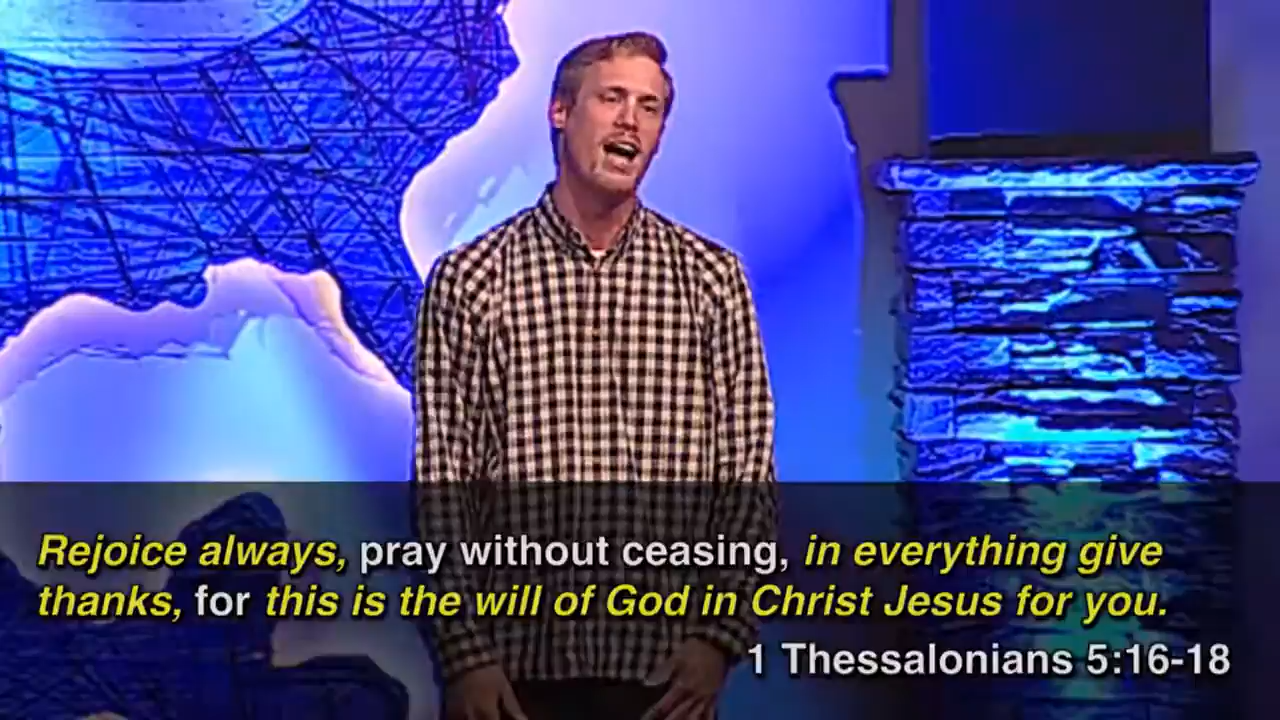 Rejoice always, pray without ceasing, in everything give
thanks, for this is the will of God in Christ Jesus for you.
1 Thessalonians 5:16-18